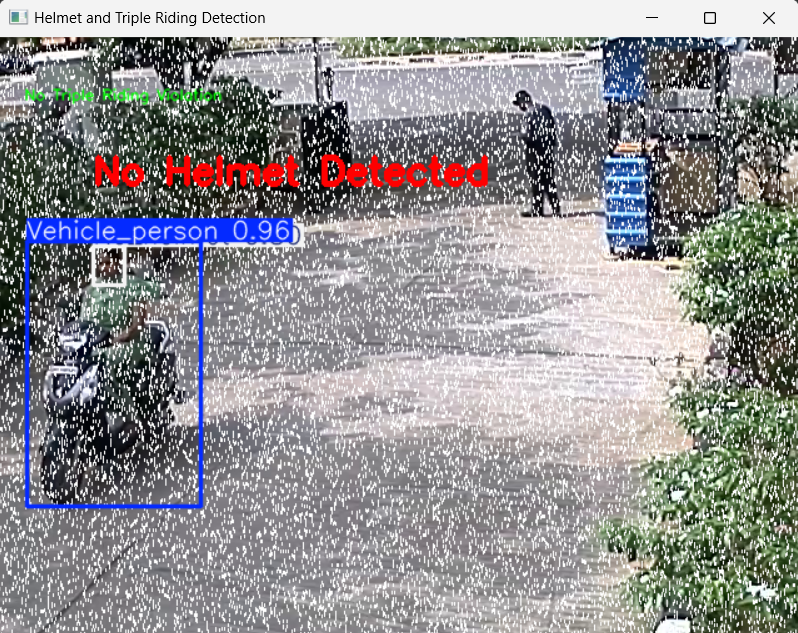 Helmet and Triple Riding Detection
No Triple Riding Violation
No Helmet Detected
Vehicle_person 0.96